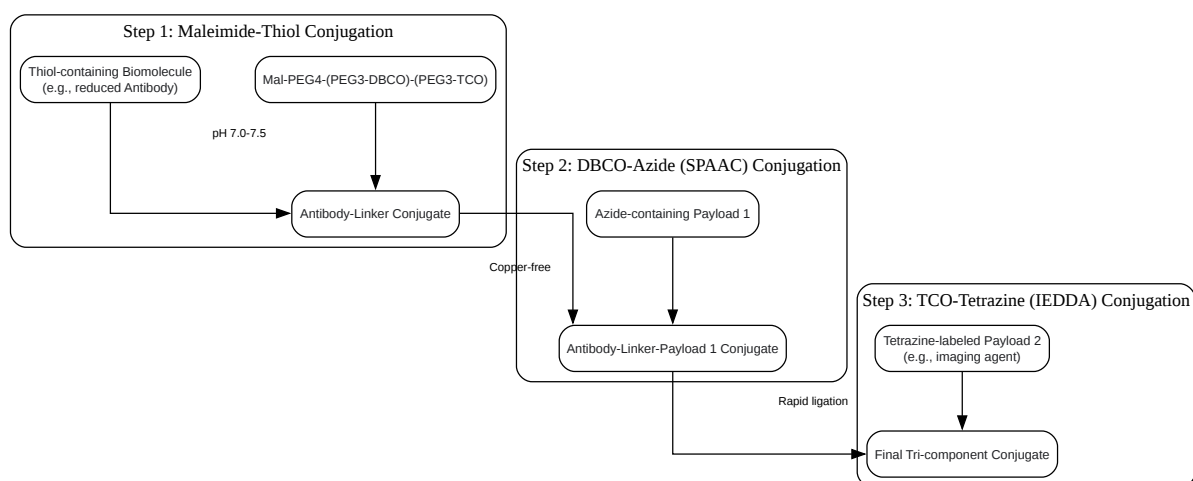 Step 1: Maleimide-Thiol Conjugation
Thiol-containing Biomolecule
(e.g., reduced Antibody)
Mal-PEG4-(PEG3-DBCO)-(PEG3-TCO)
pH 7.0-7.5
Antibody-Linker Conjugate
Step 2: DBCO-Azide (SPAAC) Conjugation
Azide-containing Payload 1
Copper-free
Antibody-Linker-Payload 1 Conjugate
Step 3: TCO-Tetrazine (IEDDA) Conjugation
Tetrazine-labeled Payload 2
(e.g., imaging agent)
Rapid ligation
Final Tri-component Conjugate